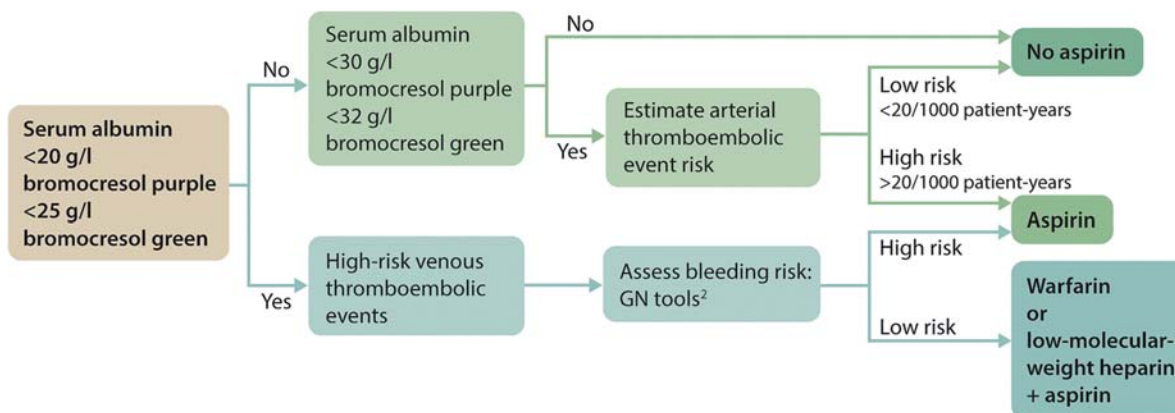 Serum albumin
<20 g/l
bromocresol purple
<25 g/l
bromocresol green
No
Yes
Serum albumin
<30 g/l
bromocresol purple
<32 g/l
bromocresol green
No
Yes
Estimate arterial
thromboembolic
event risk
No aspirin
Low risk
<20/1000 patient-years
High risk
>20/1000 patient-years
Aspirin
High-risk venous
thromboembolic
events
Assess bleeding risk:
GN tools²
High risk
Low risk
Warfarin
or
low-molecular-
weight heparin
+ aspirin